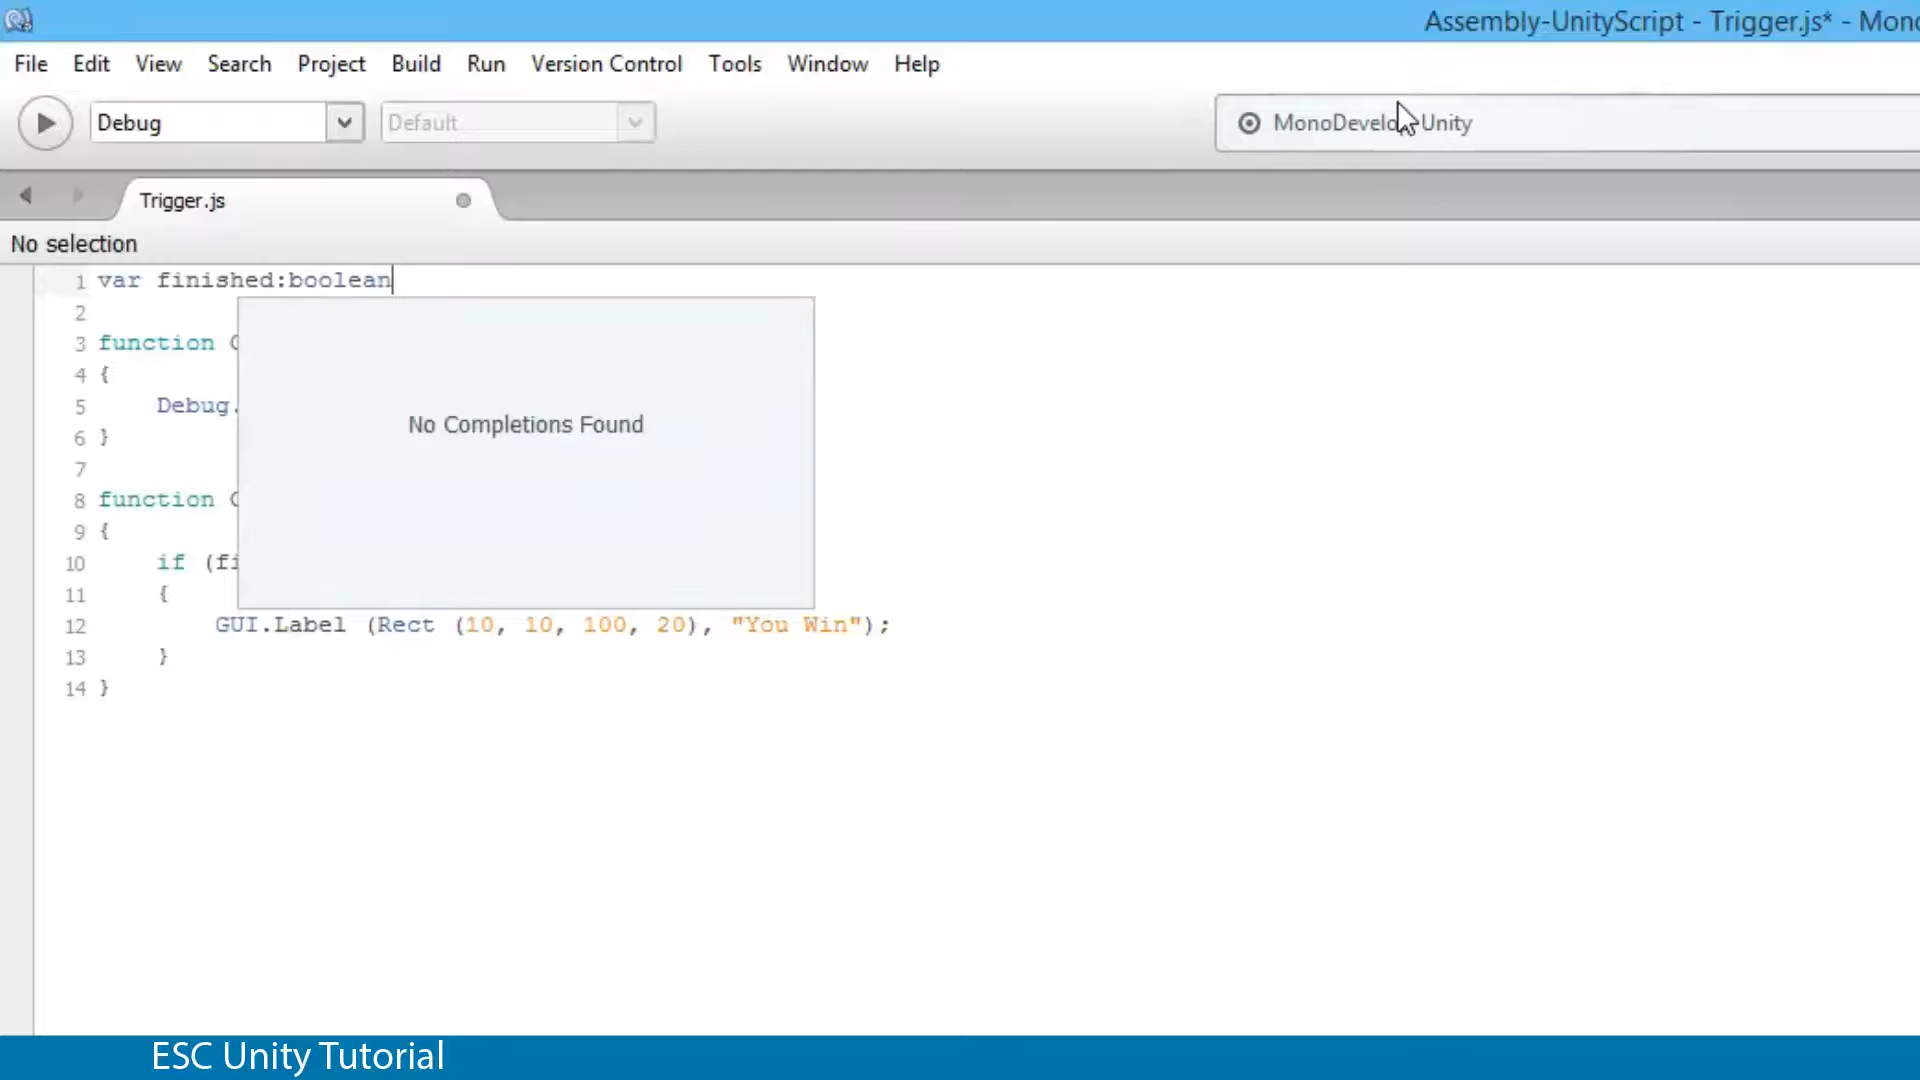 Assembly-UnityScript - Trigger.js* - Mono
File Edit View Search Project Build Run Version Control Tools Window Help
Debug Default MonoDevelop-Unity
Trigger.js
No selection
1 var finished:boolean
2
3 function
4 {
5 Debug.
6 }
7
8 function
9 {
10 if (fi
11 {
12 GUI.Label (Rect (10, 10, 100, 20), "You Win");
13 }
14 }
No Completions Found
ESC Unity Tutorial